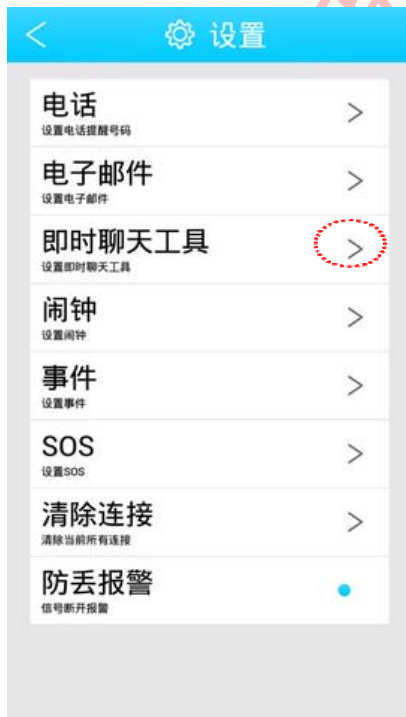 设置
电话
设置电话提醒号码
电子邮件
设置电子邮件
即时聊天工具
设置即时聊天工具
闹钟
设置闹钟
事件
设置事件
SOS
设置SOS
清除连接
清除当前所有连接
防丢报警
信号断开报警